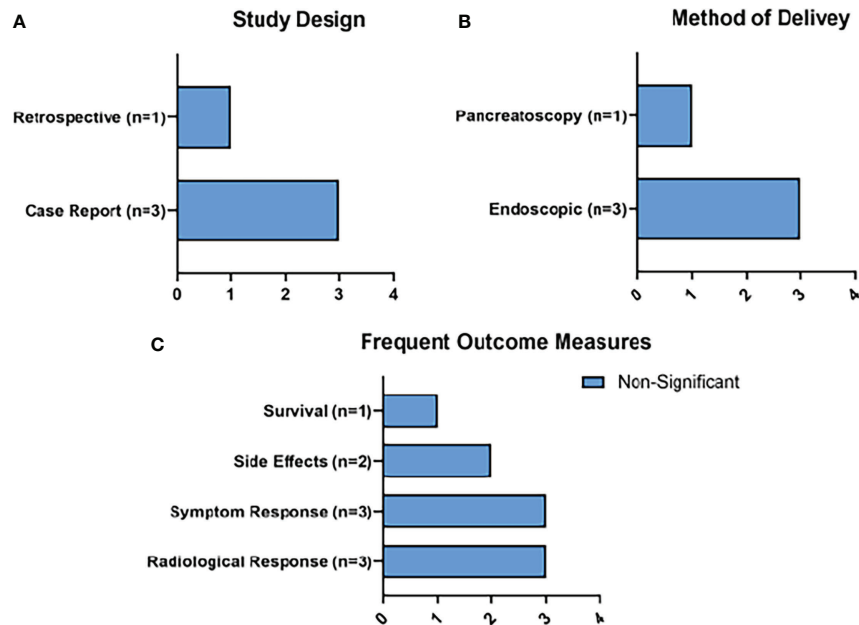 A
Study Design
Retrospective (n=1)
Case Report (n=3)
0 1 2 3 4
B
Method of Delivey
Pancreatoscopy (n=1)
Endoscopic (n=3)
0 1 2 3 4
C
Frequent Outcome Measures
Non-Significant
Survival (n=1)
Side Effects (n=2)
Symptom Response (n=3)
Radiological Response (n=3)
0 1 2 3 4